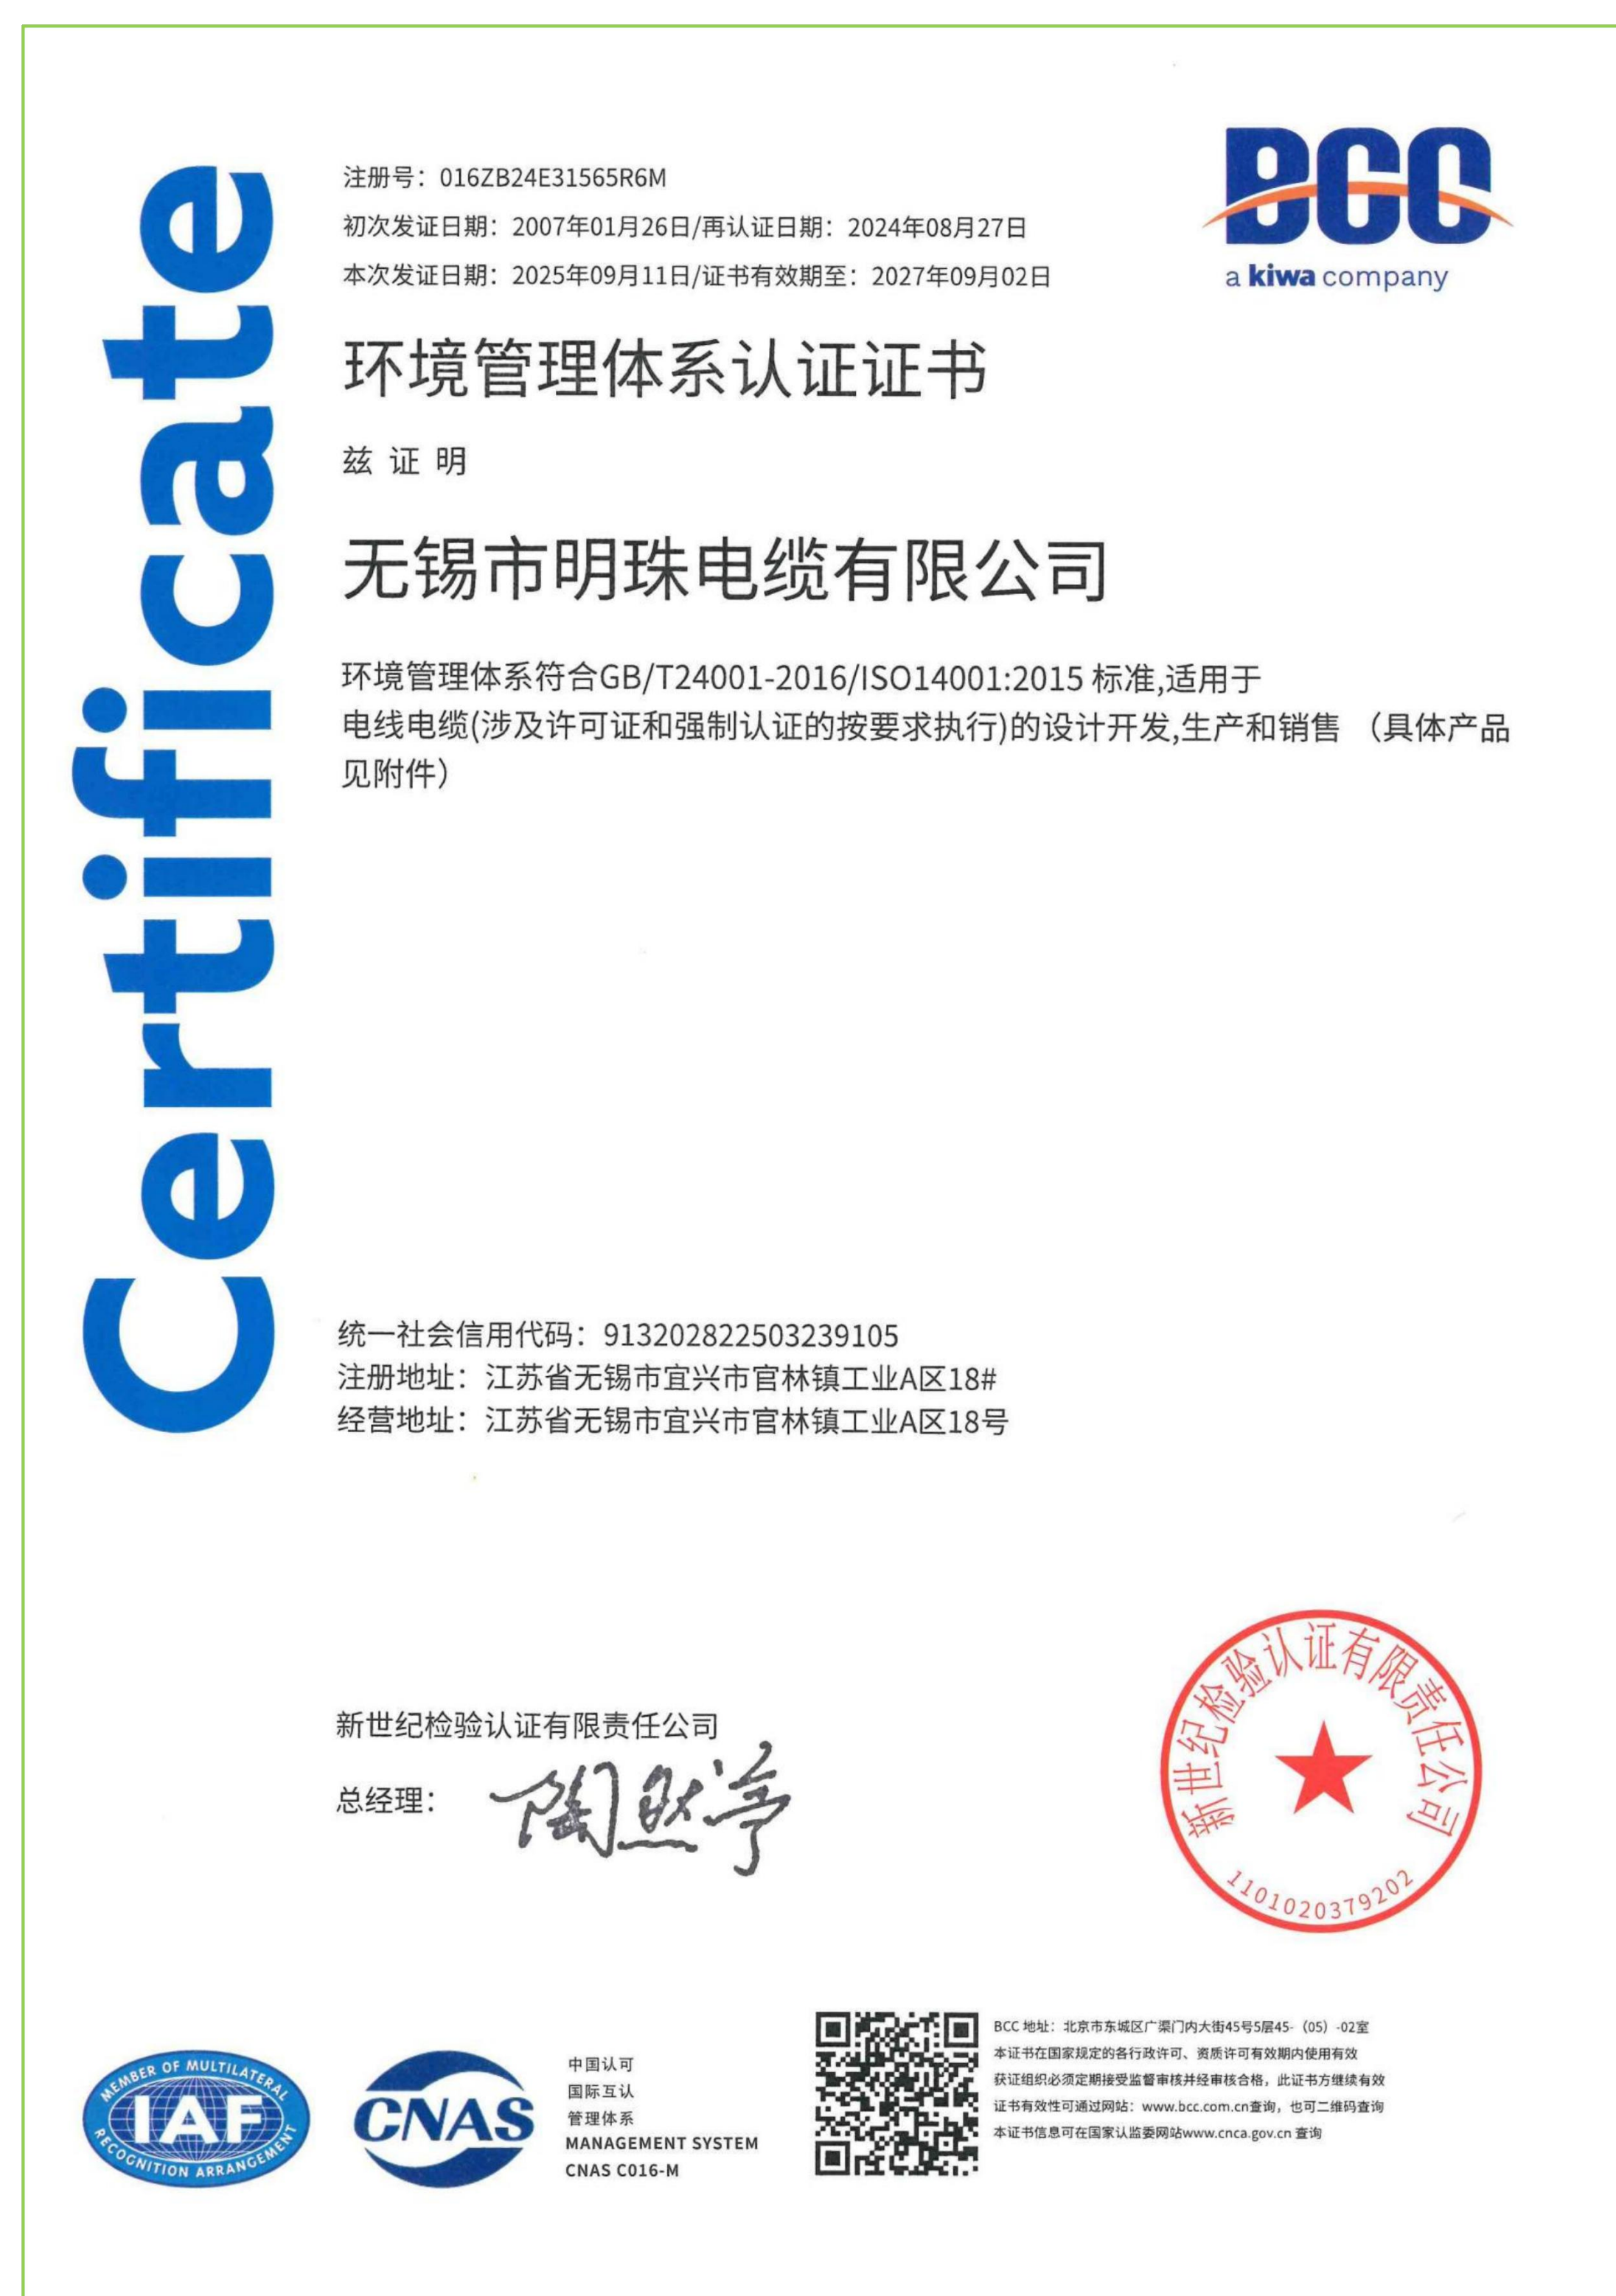 Certificate
BCC
a kiwa company
注册号：016ZB24E31565R6M
初次发证日期：2007年01月26日/再认证日期：2024年08月27日
本次发证日期：2025年09月11日/证书有效期至：2027年09月02日
环境管理体系认证证书
兹 证 明
无锡市明珠电缆有限公司
环境管理体系符合GB/T24001-2016/ISO14001:2015 标准,适用于
电线电缆(涉及许可证和强制认证的按要求执行)的设计开发,生产和销售 （具体产品
见附件）
统一社会信用代码：913202822503239105
注册地址：江苏省无锡市宜兴市官林镇工业A区18#
经营地址：江苏省无锡市宜兴市官林镇工业A区18号
新世纪检验认证有限责任公司
总经理：
陶然亭
新世纪检验认证有限责任公司
1101020379202
MEMBER OF MULTILATERAL
IAF
RECOGNITION ARRANGEMENT
CNAS
中国认可
国际互认
管理体系
MANAGEMENT SYSTEM
CNAS C016-M
BCC 地址：北京市东城区广渠门内大街45号5层45-（05）-02室
本证书在国家规定的各行政许可、资质许可有效期内使用有效
获证组织必须定期接受监督审核并经审核合格，此证书方继续有效
证书有效性可通过网站：www.bcc.com.cn查询，也可二维码查询
本证书信息可在国家认监委网站www.cnca.gov.cn 查询